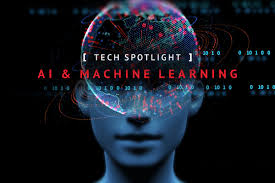 [ TECH SPOTLIGHT ]
AI & MACHINE LEARNING